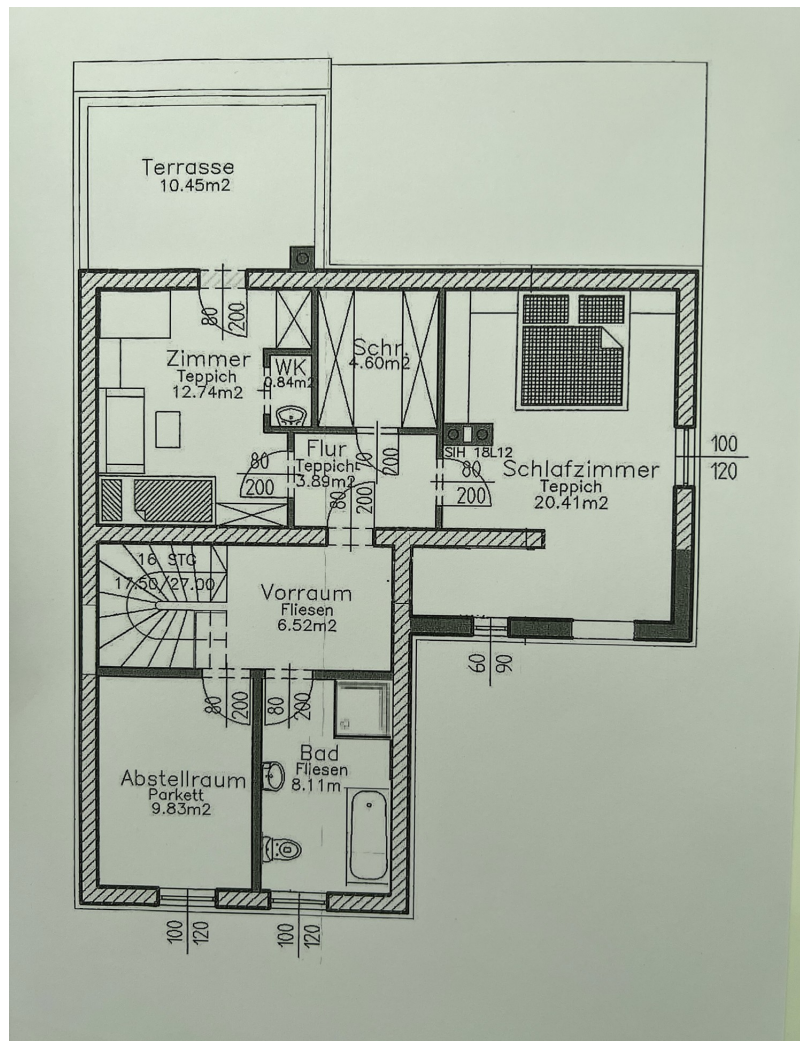 Terrasse
10.45m2
80
200
Zimmer
Teppich
12.74m2
WK
0.84m2
Schr.
4.60m2
Flur
Teppich
3.89m2
80
200
70
200
80
200
SIH 18L12
80
200
Schlafzimmer
Teppich
20.41m2
100
120
16 STG
17.50/27.00
Vorraum
Fliesen
6.52m2
60
90
80
200
80
200
Abstellraum
Parkett
9.83m2
Bad
Fliesen
8.11m
100
120
100
120